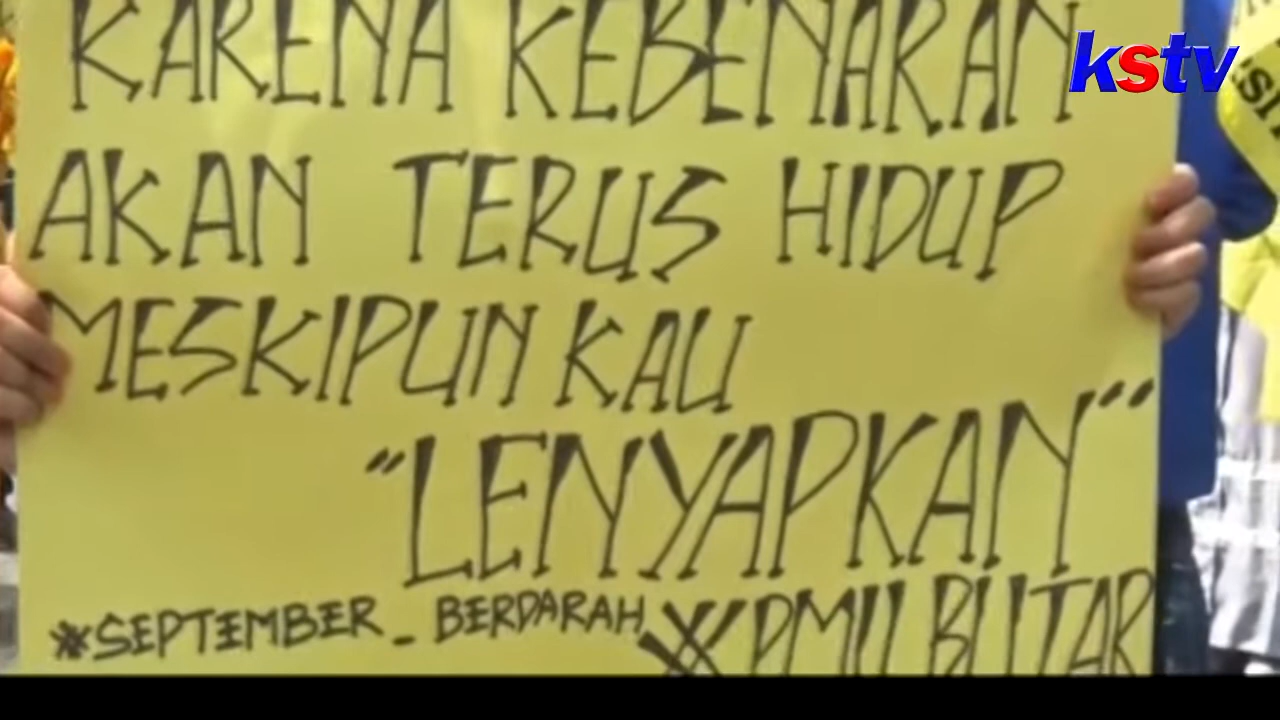 KARENA KEBENARAN
kstv
AKAN TERUS HIDUP
MESKIPUN KAU
"LENYAPKAN"
*SEPTEMBER_BERDARAH
PMII BLITAR